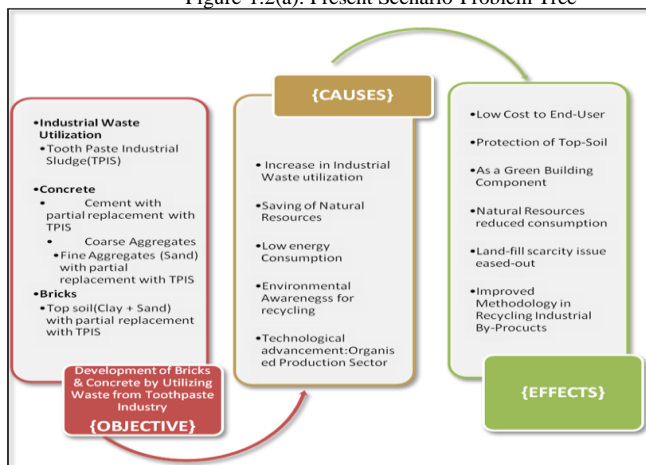 Figure 1.2(a): Present Scenario Problem Tree
•Industrial Waste
Utilization
•Tooth Paste Industrial
Sludge(TPIS)
•Concrete
• Cement with
partial replacement with
TPIS
• Coarse Aggregates
•Fine Aggregates (Sand)
with partial
replacement with TPIS
•Bricks
•Top soil(Clay + Sand)
with partial replacement
with TPIS
Development of Bricks
& Concrete by Utilizing
Waste from Toothpaste
Industry
{OBJECTIVE}
{CAUSES}
• Increase in Industrial
Waste utilization
•Saving of Natural
Resources
•Low energy
Consumption
•Environmental
Awarenegss for
recycling
•Technological
advancement:Organis
ed Production Sector
•Low Cost to End-User
•Protection of Top-Soil
•As a Green Building
Component
•Natural Resources
reduced consumption
•Land-fill scarcity issue
eased-out
•Improved
Methodology in
Recycling Industrial
By-Procucts
{EFFECTS}